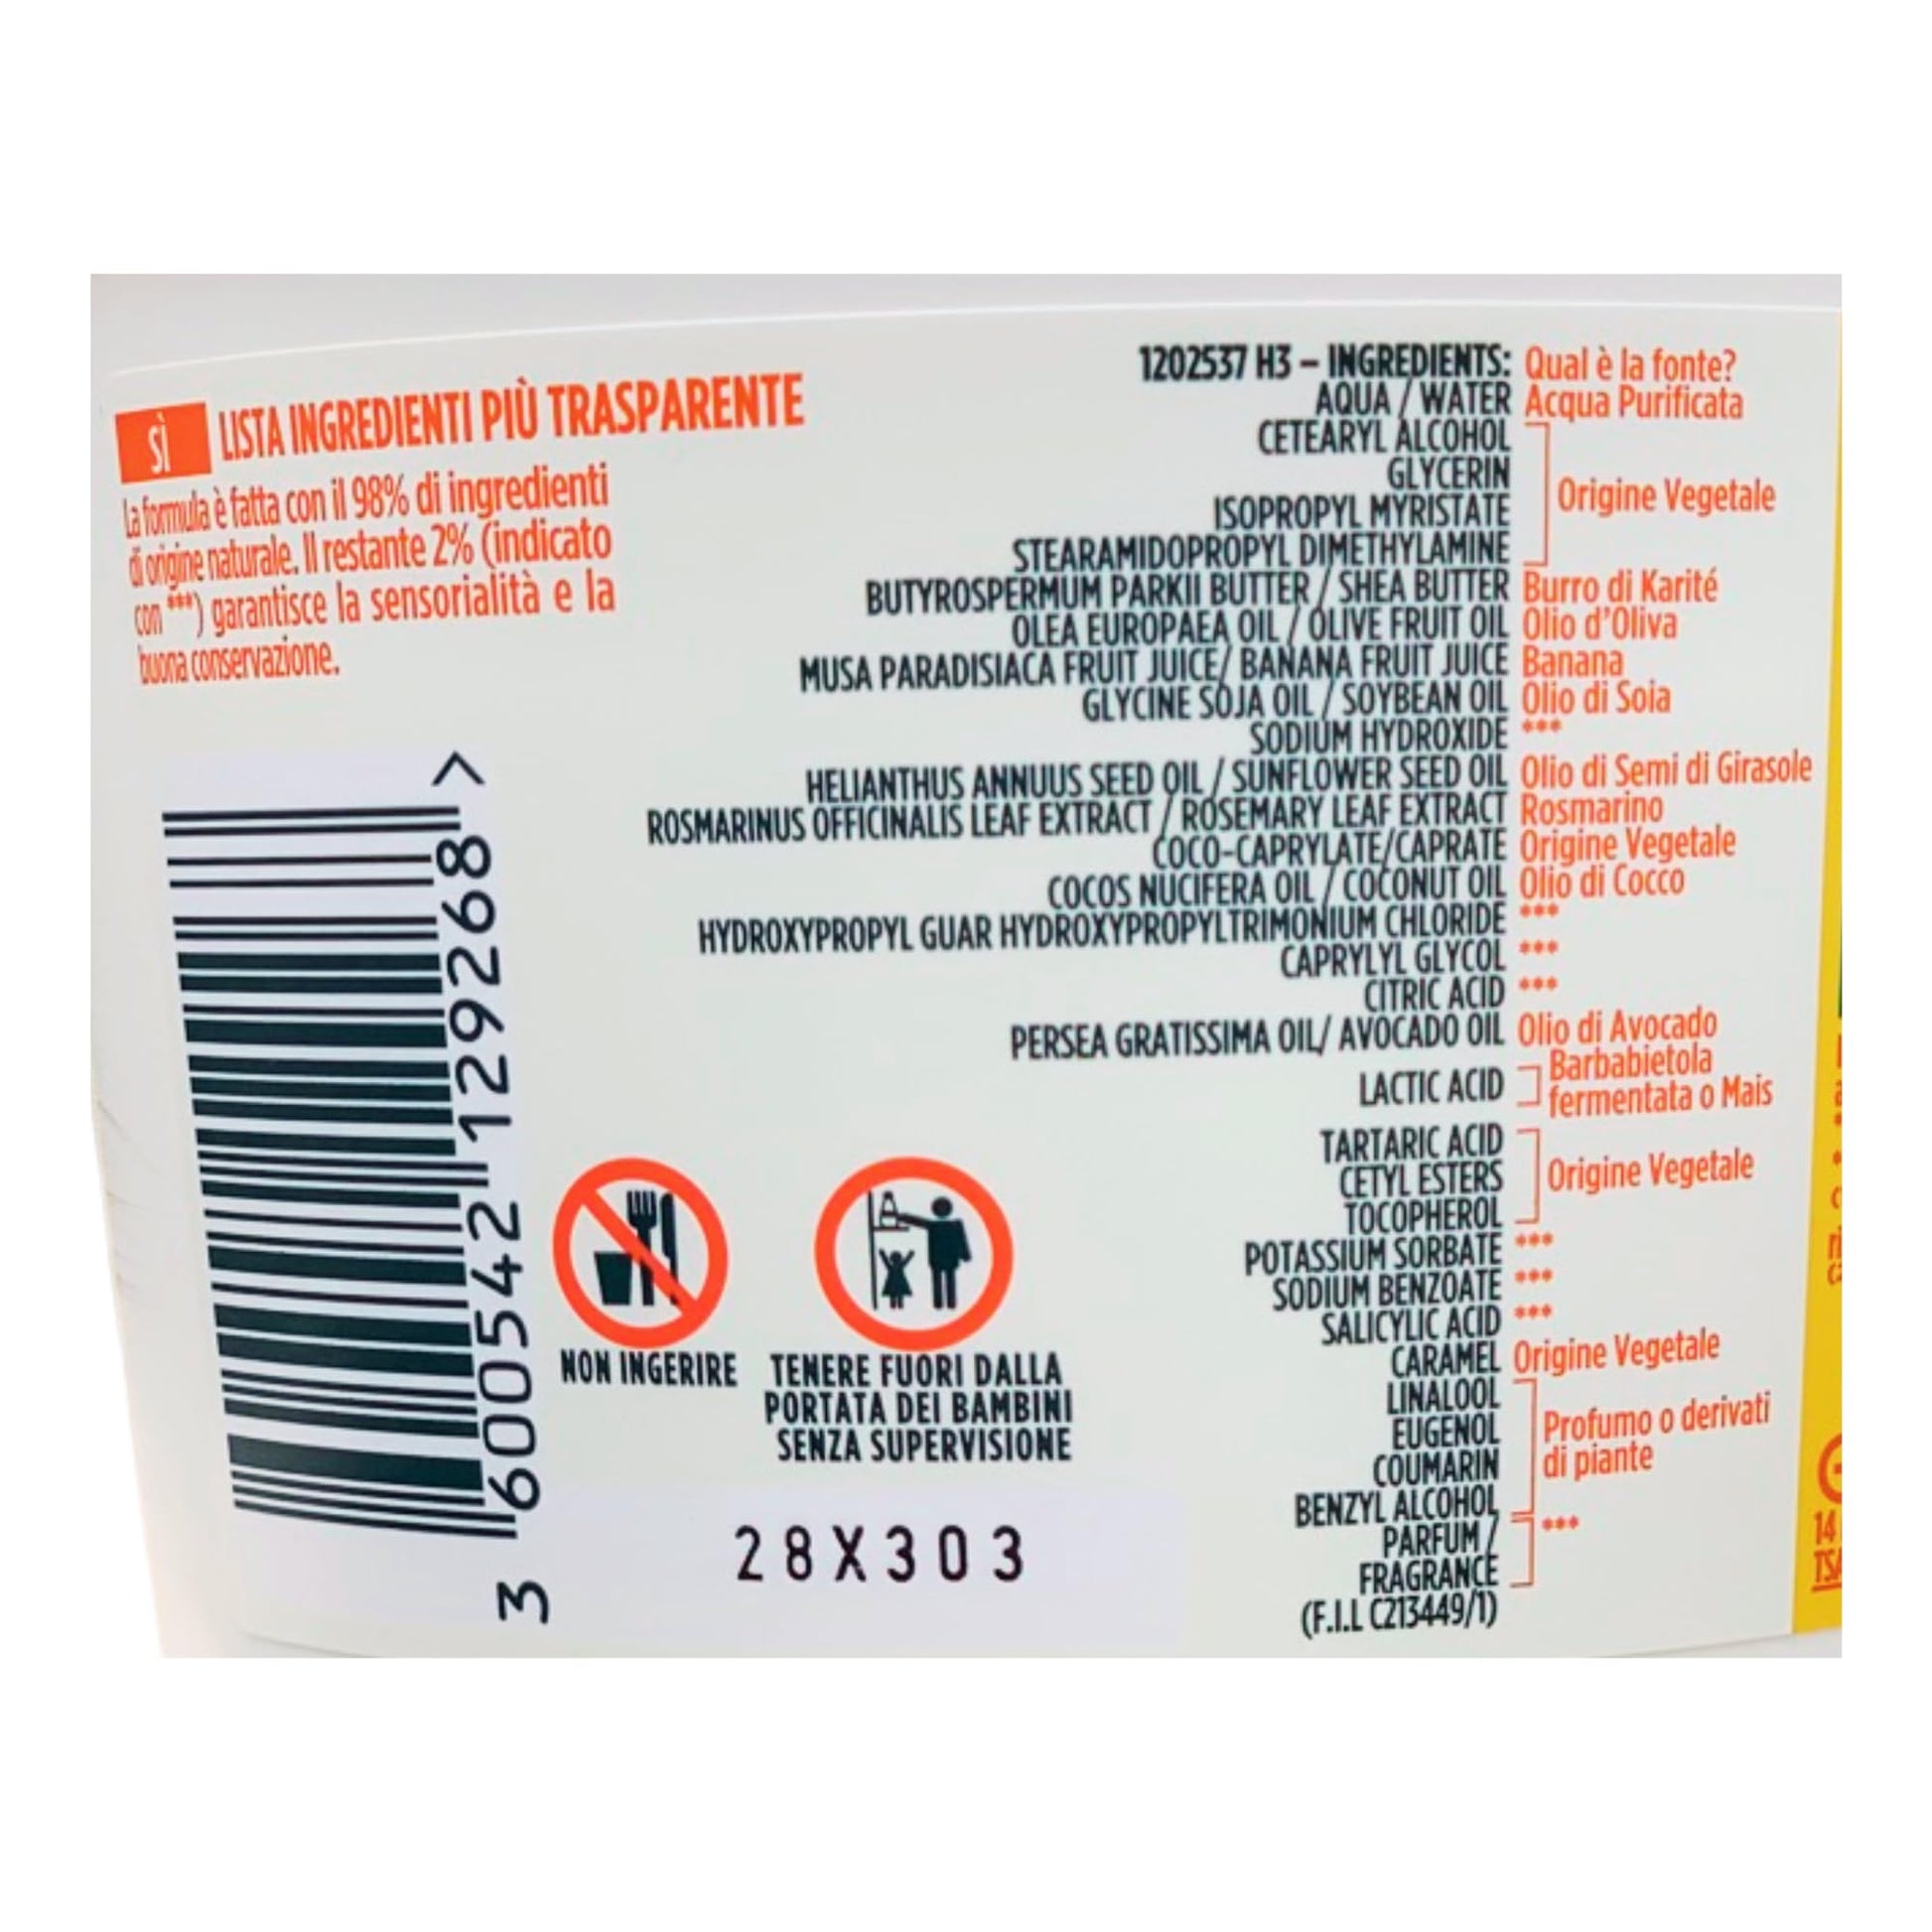 SÌ LISTA INGREDIENTI PIÙ TRASPARENTE
La formula è fatta con il 98% di ingredienti
di origine naturale. Il restante 2% (indicato
con ***) garantisce la sensorialità e la
buona conservazione.
3 600542 129268 >
NON INGERIRE
TENERE FUORI DALLA
PORTATA DEI BAMBINI
SENZA SUPERVISIONE
28X303
1202537 H3 – INGREDIENTS: Qual è la fonte?
AQUA / WATER Acqua Purificata
CETEARYL ALCOHOL
GLYCERIN
ISOPROPYL MYRISTATE
STEARAMIDOPROPYL DIMETHYLAMINE
Origine Vegetale
BUTYROSPERMUM PARKII BUTTER / SHEA BUTTER Burro di Karité
OLEA EUROPAEA OIL / OLIVE FRUIT OIL Olio d'Oliva
MUSA PARADISIACA FRUIT JUICE/ BANANA FRUIT JUICE Banana
GLYCINE SOJA OIL / SOYBEAN OIL Olio di Soia
SODIUM HYDROXIDE ***
HELIANTHUS ANNUUS SEED OIL / SUNFLOWER SEED OIL Olio di Semi di Girasole
ROSMARINUS OFFICINALIS LEAF EXTRACT / ROSEMARY LEAF EXTRACT Rosmarino
COCO-CAPRYLATE/CAPRATE Origine Vegetale
COCOS NUCIFERA OIL / COCONUT OIL Olio di Cocco
HYDROXYPROPYL GUAR HYDROXYPROPYLTRIMONIUM CHLORIDE ***
CAPRYLYL GLYCOL ***
CITRIC ACID ***
PERSEA GRATISSIMA OIL/ AVOCADO OIL Olio di Avocado
LACTIC ACID
Barbabietola
fermentata o Mais
TARTARIC ACID
CETYL ESTERS
TOCOPHEROL
Origine Vegetale
POTASSIUM SORBATE ***
SODIUM BENZOATE ***
SALICYLIC ACID ***
CARAMEL Origine Vegetale
LINALOOL
EUGENOL
COUMARIN
BENZYL ALCOHOL
Profumo o derivati
di piante
PARFUM /
FRAGRANCE
***
(F.I.L C213449/1)
14